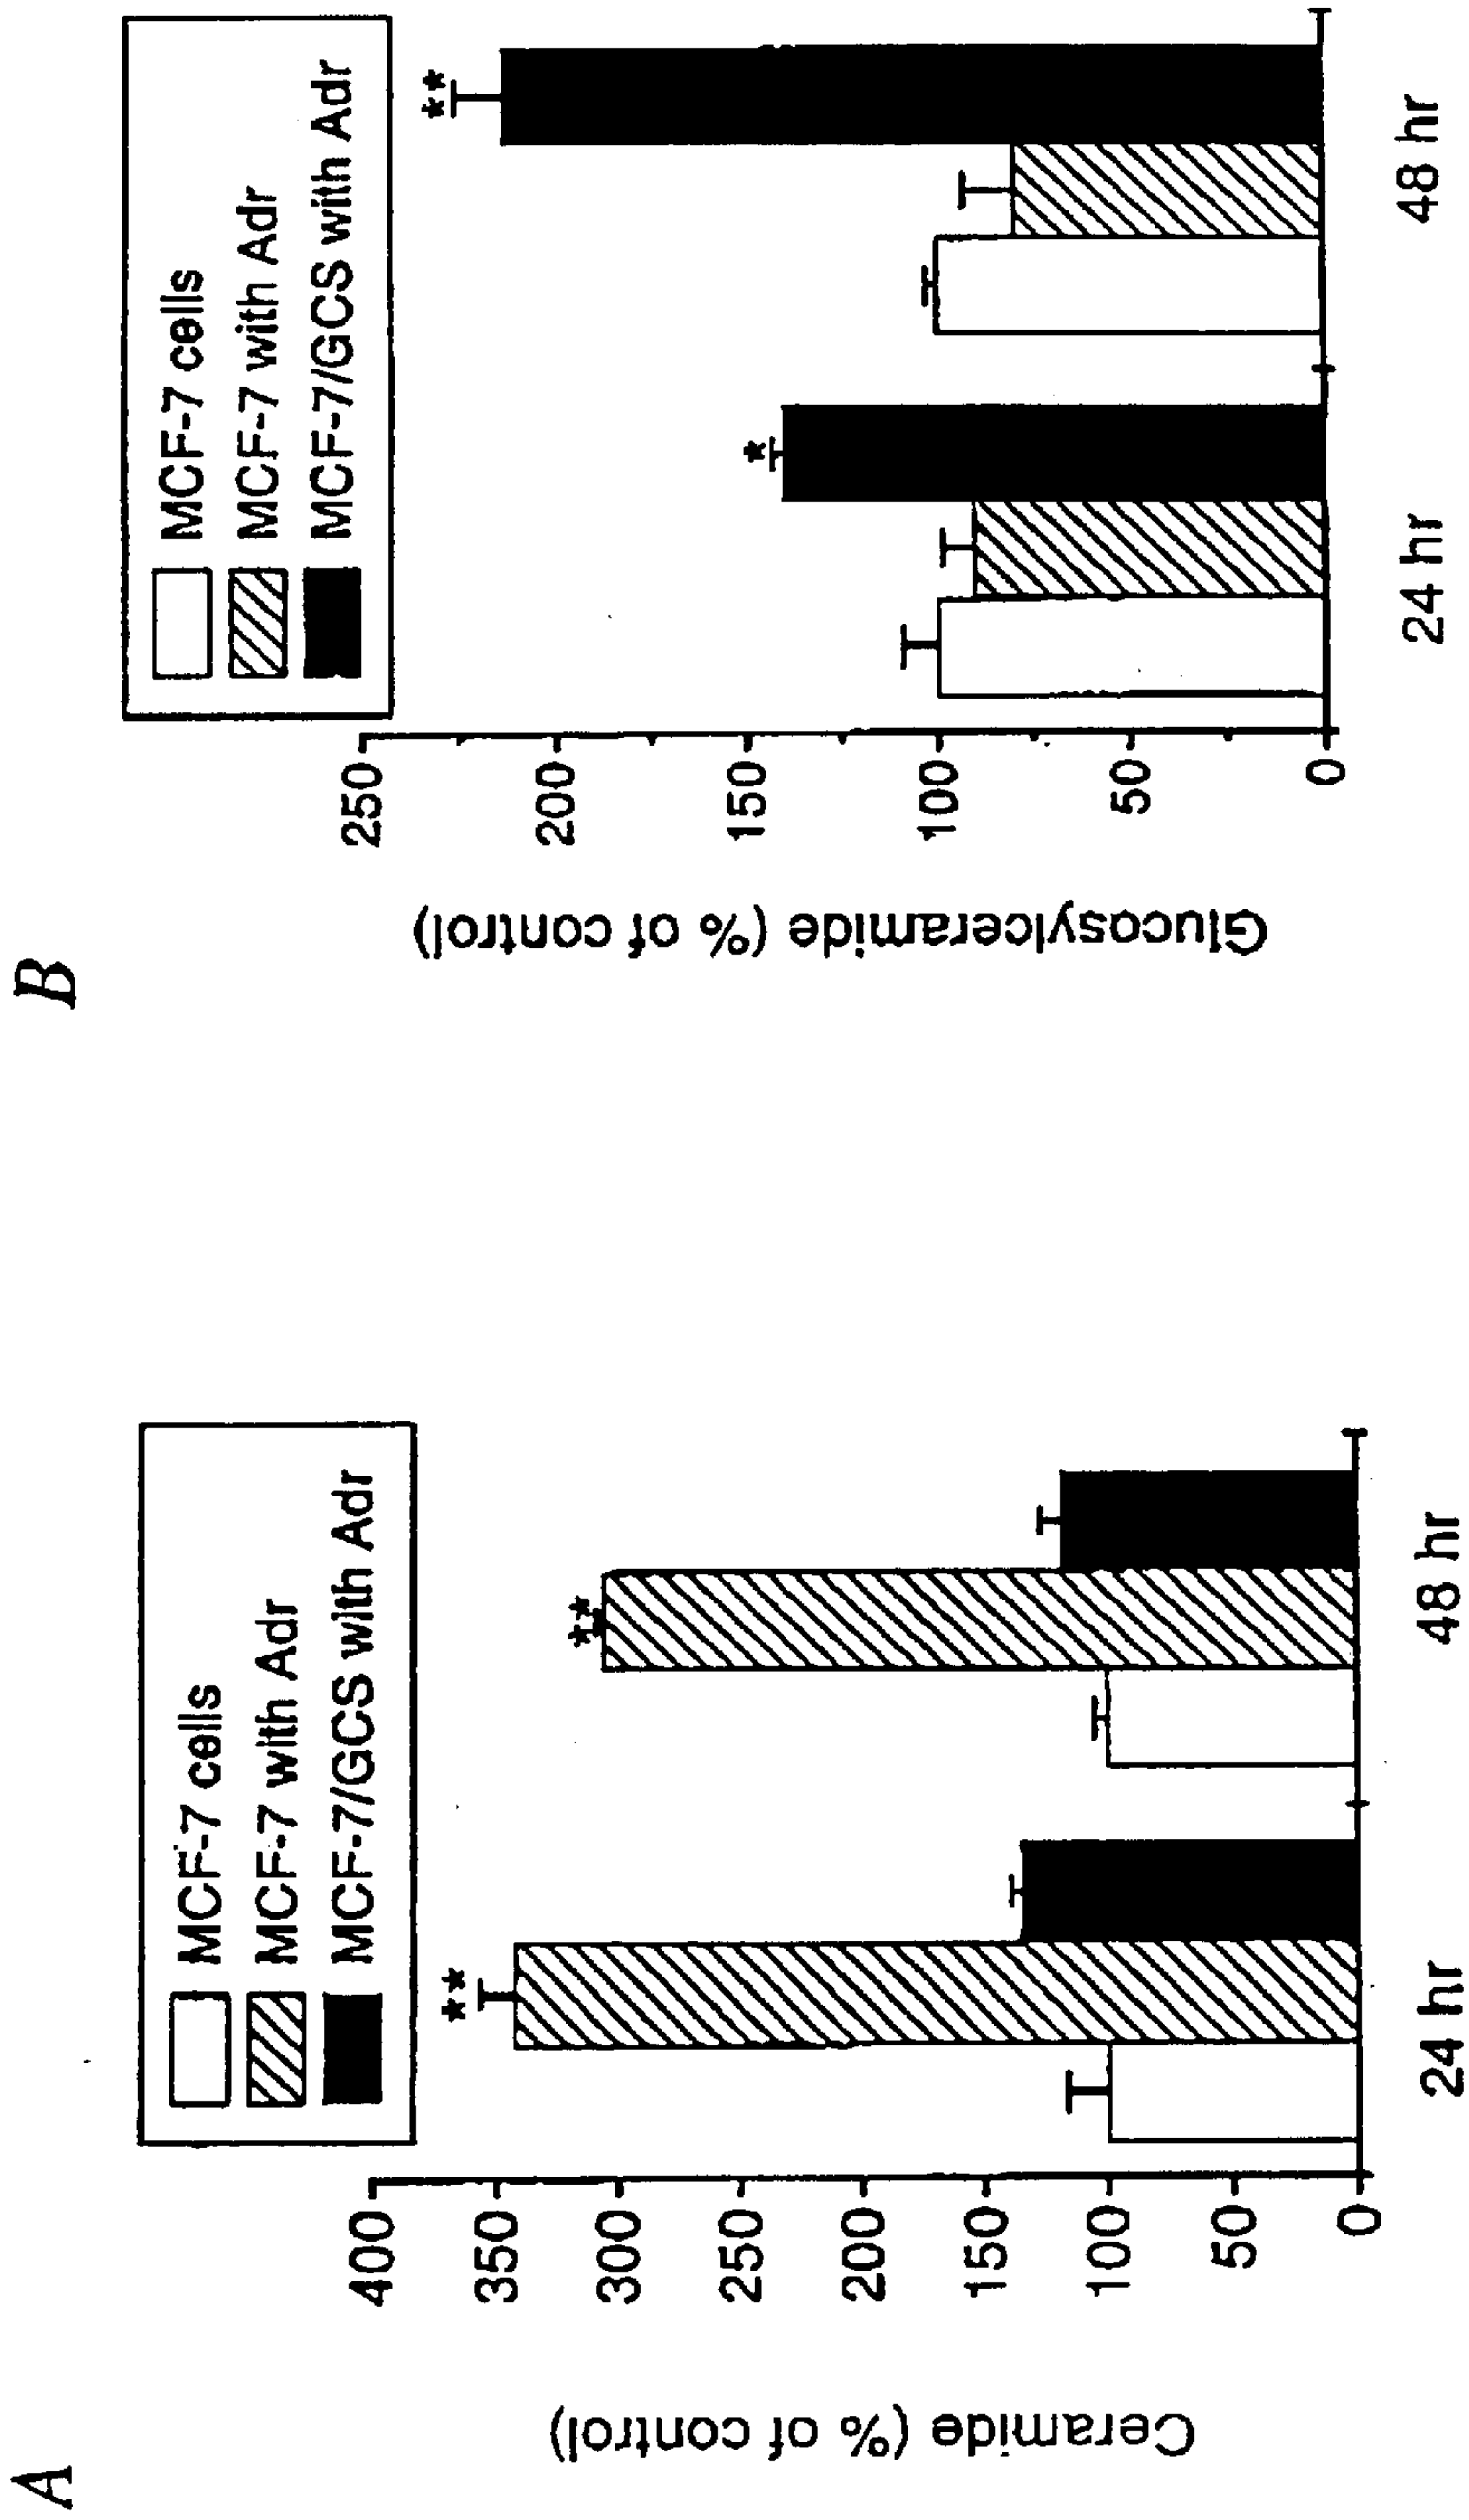 A
Ceramide (% of control)
400
350
300
250
200
150
100
50
0
MCF-7 cells
MCF-7 with Adr
MCF-7/GCS with Adr
**
**
24 hr
48 hr
B
Glucosylceramide (% of control)
250
200
150
100
50
0
MCF-7 cells
MCF-7 with Adr
MCF-7/GCS with Adr
*
**
24 hr
48 hr